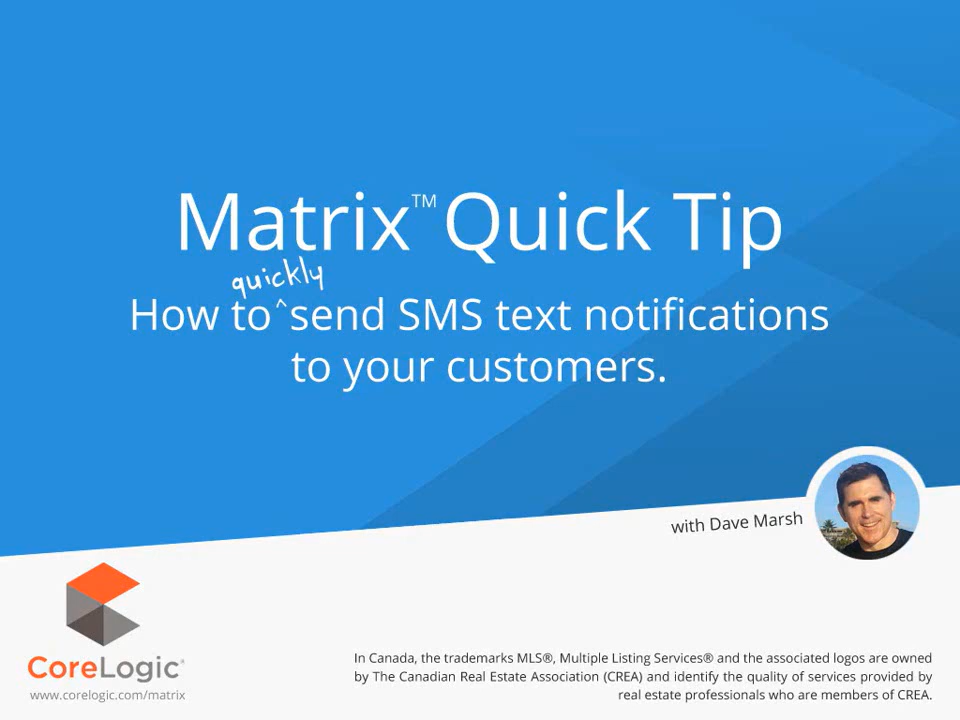 Matrix™ Quick Tip
quickly
How to ^ send SMS text notifications
to your customers.
with Dave Marsh
CoreLogic®
www.corelogic.com/matrix
In Canada, the trademarks MLS®, Multiple Listing Services® and the associated logos are owned
by The Canadian Real Estate Association (CREA) and identify the quality of services provided by
real estate professionals who are members of CREA.